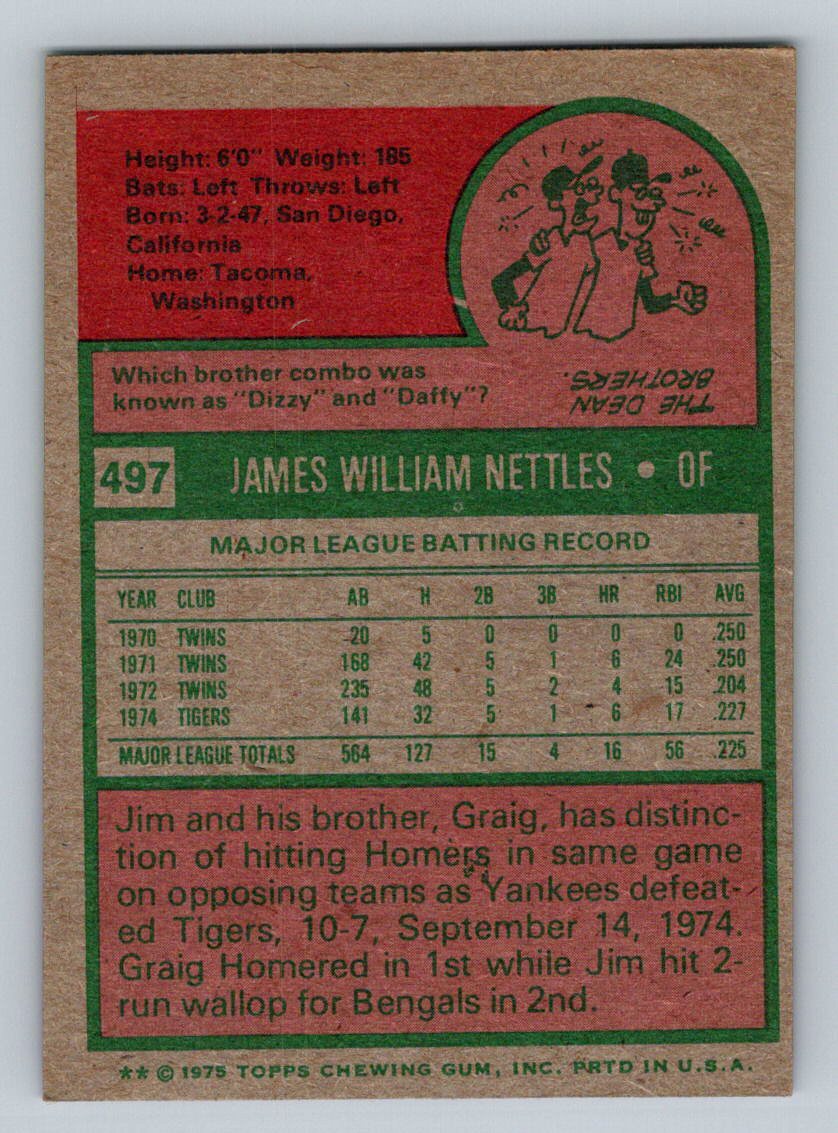 Height: 6'0" Weight: 185
Bats: Left Throws: Left
Born: 3-2-47, San Diego,
California
Home: Tacoma,
Washington
Which brother combo was
known as "Dizzy" and "Daffy"?
THE DEAN
BROTHERS.
497 JAMES WILLIAM NETTLES • OF
MAJOR LEAGUE BATTING RECORD
YEAR CLUB AB H 2B 3B HR RBI AVG
1970 TWINS 20 5 0 0 0 0 .250
1971 TWINS 168 42 5 1 6 24 .250
1972 TWINS 235 48 5 2 4 15 .204
1974 TIGERS 141 32 5 1 6 17 .227
MAJOR LEAGUE TOTALS 564 127 15 4 16 56 .225
Jim and his brother, Graig, has distinc-
tion of hitting Homers in same game
on opposing teams as Yankees defeat-
ed Tigers, 10-7, September 14, 1974.
Graig Homered in 1st while Jim hit 2-
run wallop for Bengals in 2nd.
** © 1975 TOPPS CHEWING GUM, INC. PRTD IN U.S.A.